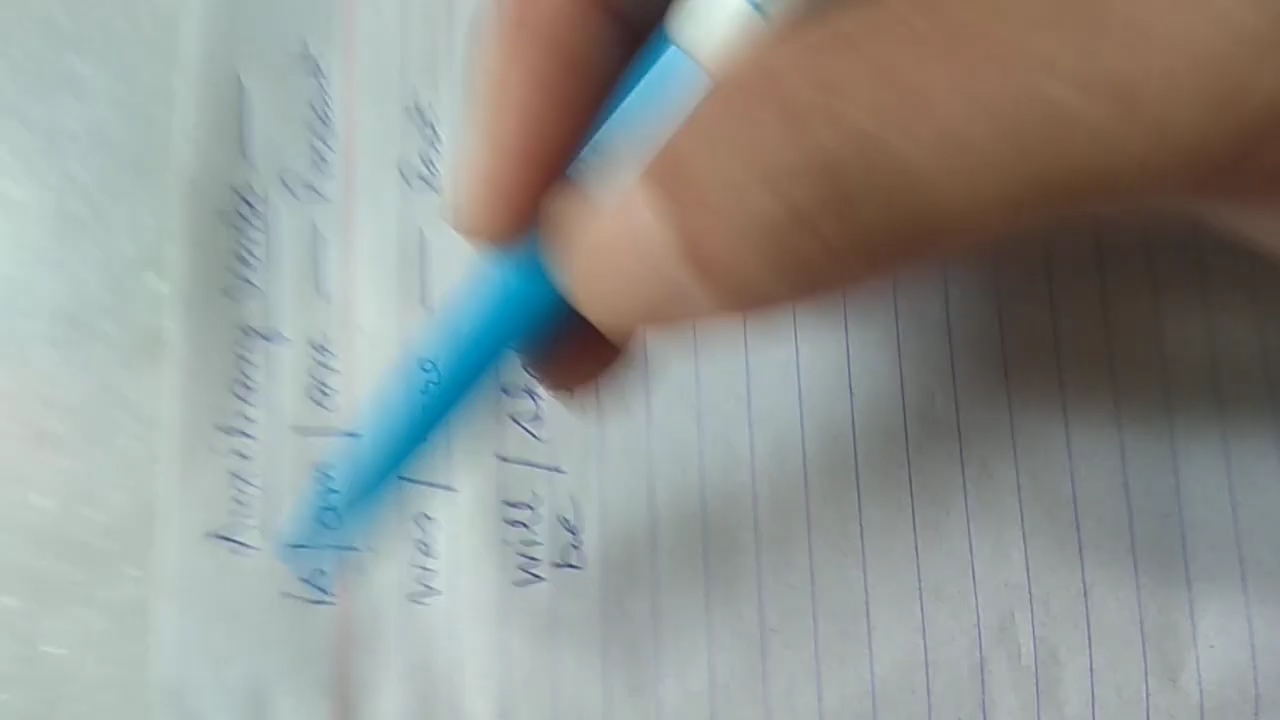 Auxiliary verb —
Is / am / are — Present
was / — Past
will / 
be